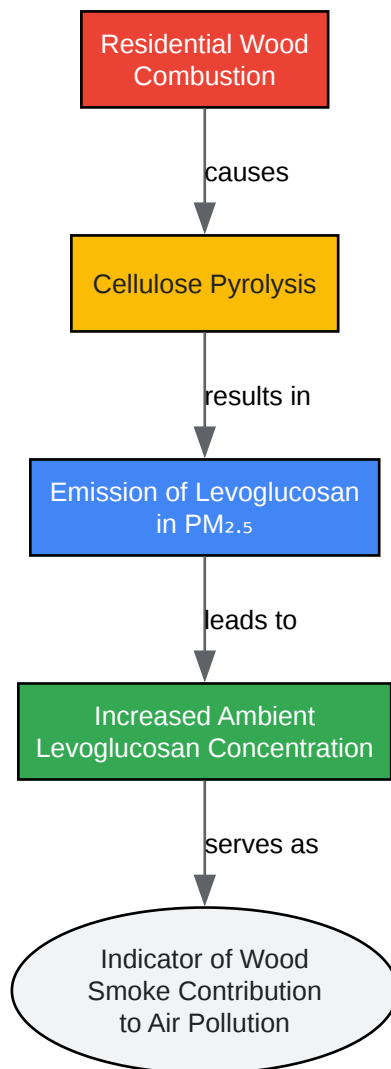 Residential Wood
Combustion
causes
Cellulose Pyrolysis
results in
Emission of Levoglucosan
in PM₂.₅
leads to
Increased Ambient
Levoglucosan Concentration
serves as
Indicator of Wood
Smoke Contribution
to Air Pollution